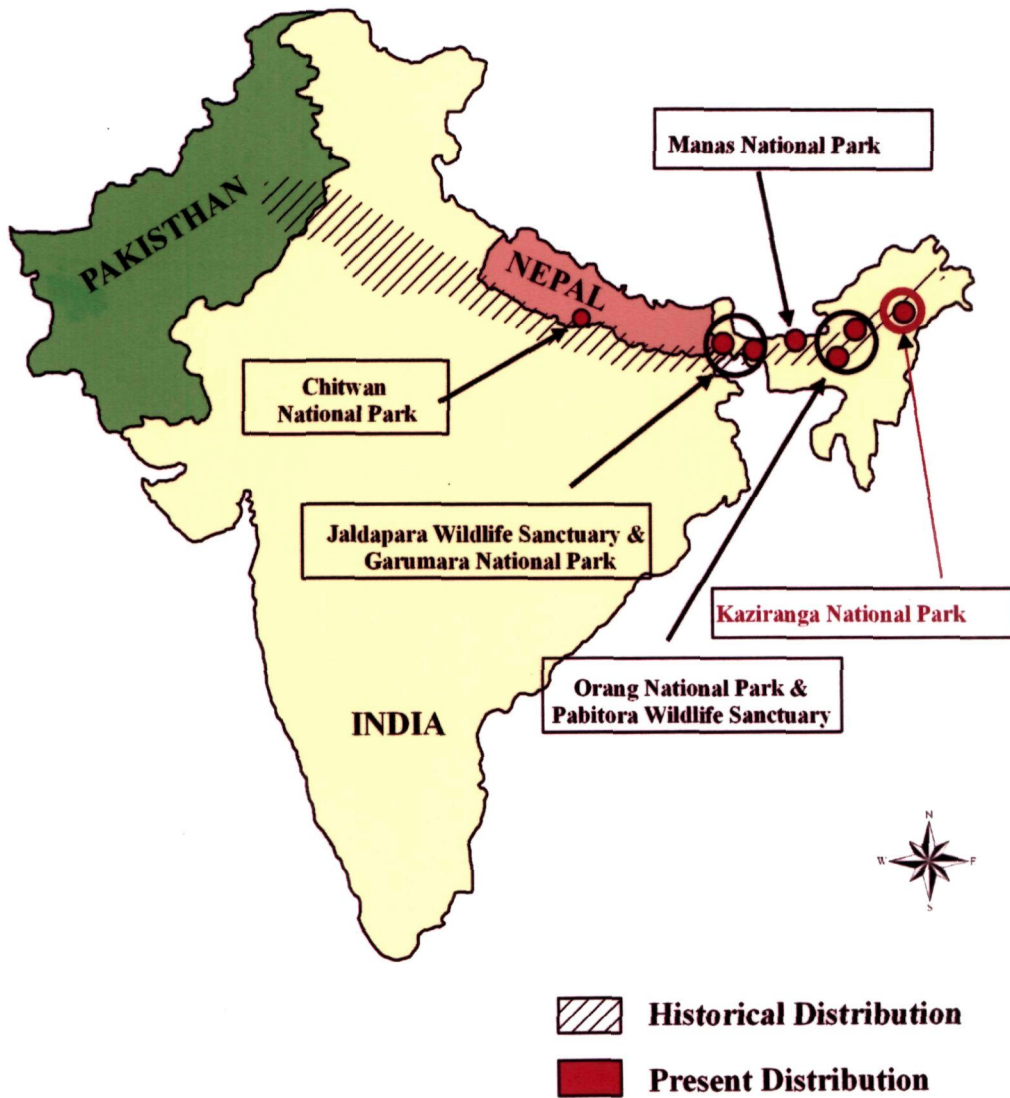 Manas National Park
PAKISTHAN
NEPAL
Chitwan
National Park
Jaldapara Wildlife Sanctuary &
Garumara National Park
Kaziranga National Park
Orang National Park &
Pabitora Wildlife Sanctuary
INDIA
N
W
E
S
Historical Distribution
Present Distribution